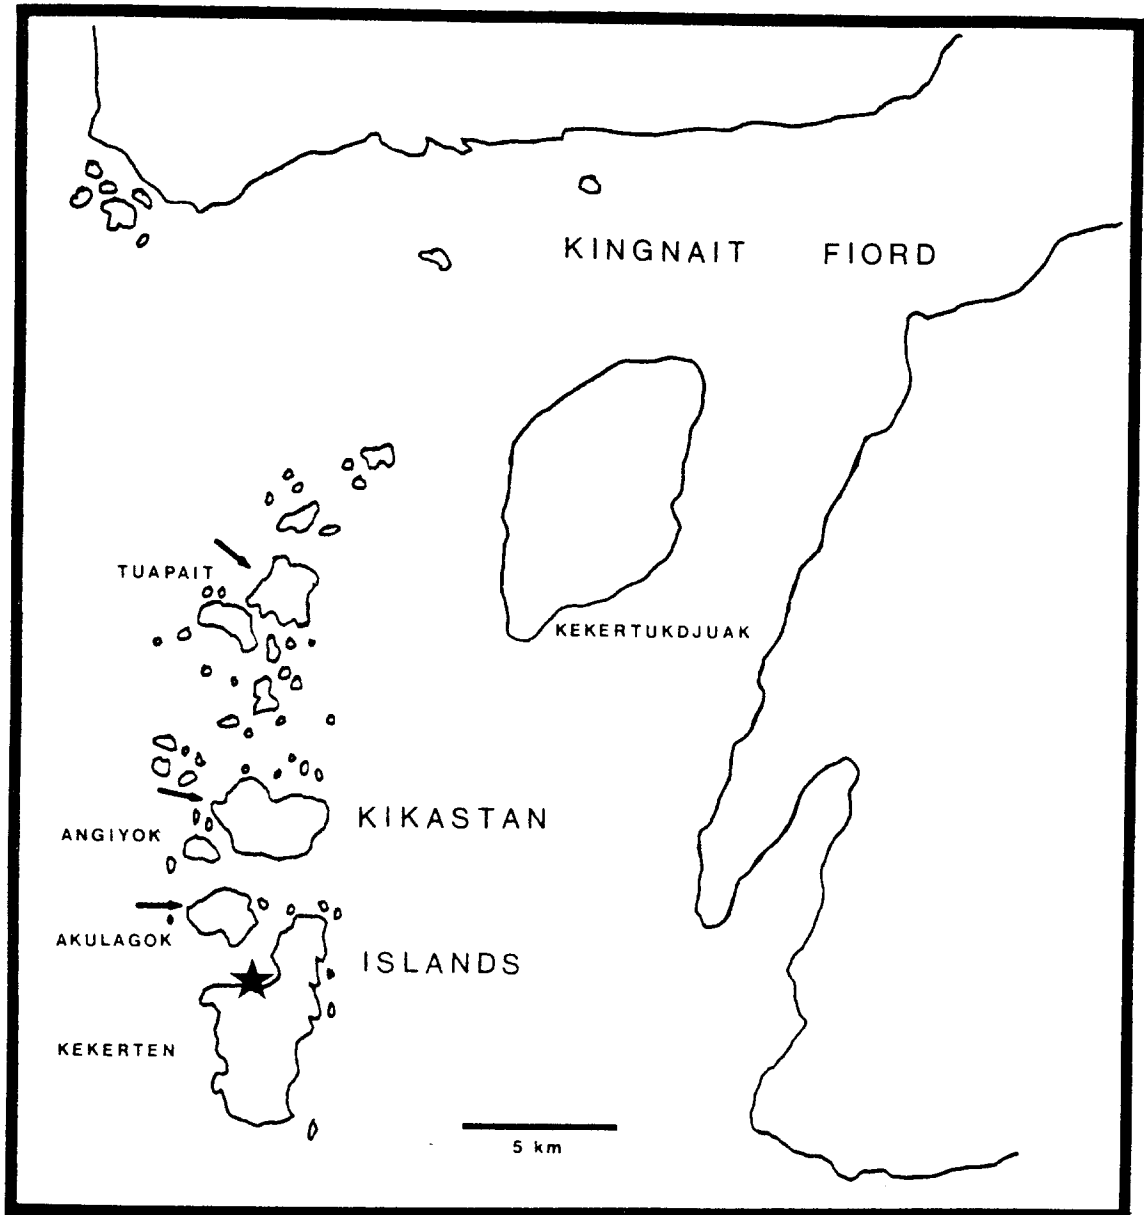 KINGNAIT FIORD
TUAPAIT
KEKERTUKDJUAK
KIKASTAN
ANGIYOK
AKULAGOK
ISLANDS
KEKERTEN
5 km